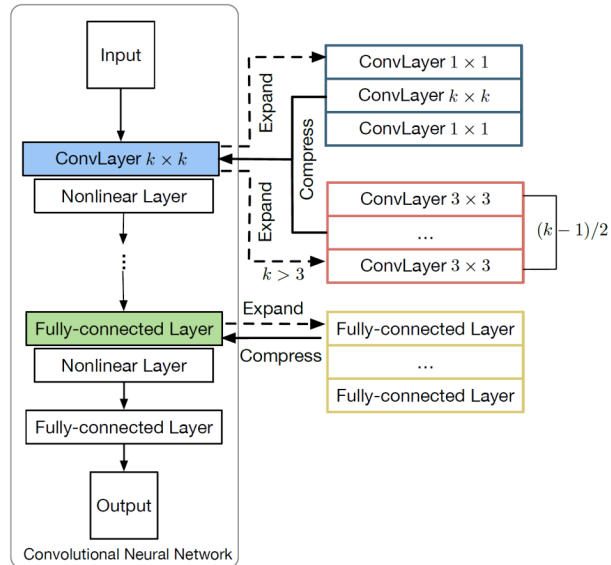 Input
ConvLayer k × k
Nonlinear Layer
...
Fully-connected Layer
Nonlinear Layer
Fully-connected Layer
Output
Convolutional Neural Network
Expand
Compress
Expand
k > 3
Expand
Compress
ConvLayer 1 × 1
ConvLayer k × k
ConvLayer 1 × 1
ConvLayer 3 × 3
...
ConvLayer 3 × 3
(k − 1)/2
Fully-connected Layer
...
Fully-connected Layer